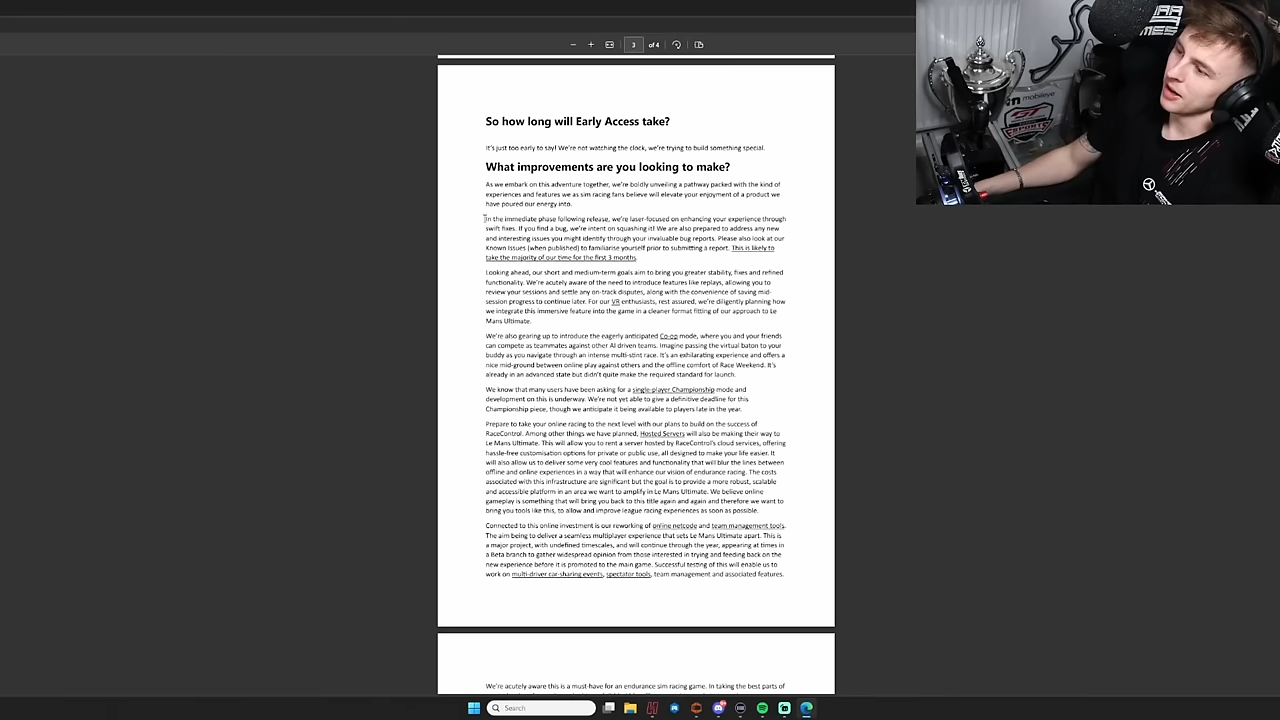 3 of 4
So how long will Early Access take?
It's just too early to say! We're not watching the clock, we're trying to build something special.
What improvements are you looking to make?
As we embark on this adventure together, we're boldly unveiling a pathway packed with the kind of
experiences and features we as sim racing fans believe will elevate your enjoyment of a product we
have poured our energy into.
In the immediate phase following release, we're laser-focused on enhancing your experience through
swift fixes. If you find a bug, we're intent on squashing it! We are also prepared to address any new
and interesting issues you might identify through your invaluable bug reports. Please also look at our
Known Issues (when published) to familiarise yourself prior to submitting a report. This is likely to
take the majority of our time for the first 3 months.
Looking ahead, our short and medium-term goals aim to bring you greater stability, fixes and refined
functionality. We're acutely aware of the need to introduce features like replays, allowing you to
review your sessions and settle any on-track disputes, along with the convenience of saving mid-
session progress to continue later. For our VR enthusiasts, rest assured, we're diligently planning how
we integrate this immersive feature into the game in a cleaner format fitting of our approach to Le
Mans Ultimate.
We're also gearing up to introduce the eagerly anticipated Co-op mode, where you and your friends
can compete as teammates against other AI driven teams. Imagine passing the virtual baton to your
buddy as you navigate through an intense multi-stint race. It's an exhilarating experience and offers a
nice mid-ground between online play against others and the offline comfort of Race Weekend. It's
already in an advanced state but didn't quite make the required standard for launch.
We know that many users have been asking for a single-player Championship mode and
development on this is underway. We're not yet able to give a definitive deadline for this
Championship piece, though we anticipate it being available to players late in the year.
Prepare to take your online racing to the next level with our plans to build on the success of
RaceControl. Among other things we have planned, Hosted Servers will also be making their way to
Le Mans Ultimate. This will allow you to rent a server hosted by RaceControl's cloud services, offering
hassle-free customisation options for private or public use, all designed to make your life easier. It
will also allow us to deliver some very cool features and functionality that will blur the lines between
offline and online experiences in a way that will enhance our vision of endurance racing. The costs
associated with this infrastructure are significant but the goal is to provide a more robust, scalable
and accessible platform in an area we want to amplify in Le Mans Ultimate. We believe online
gameplay is something that will bring you back to this title again and again and therefore we want to
bring you tools like this, to allow and improve league racing experiences as soon as possible.
Connected to this online investment is our reworking of online netcode and team management tools.
The aim being to deliver a seamless multiplayer experience that sets Le Mans Ultimate apart. This is
a major project, with undefined timescales, and will continue through the year, appearing at times in
a Beta branch to gather widespread opinion from those interested in trying and feeding back on the
new experience before it is promoted to the main game. Successful testing of this will enable us to
work on multi-driver car-sharing events, spectator tools, team management and associated features.
We're acutely aware this is a must-have for an endurance sim racing game. In taking the best parts of
Search
mobileye
GT